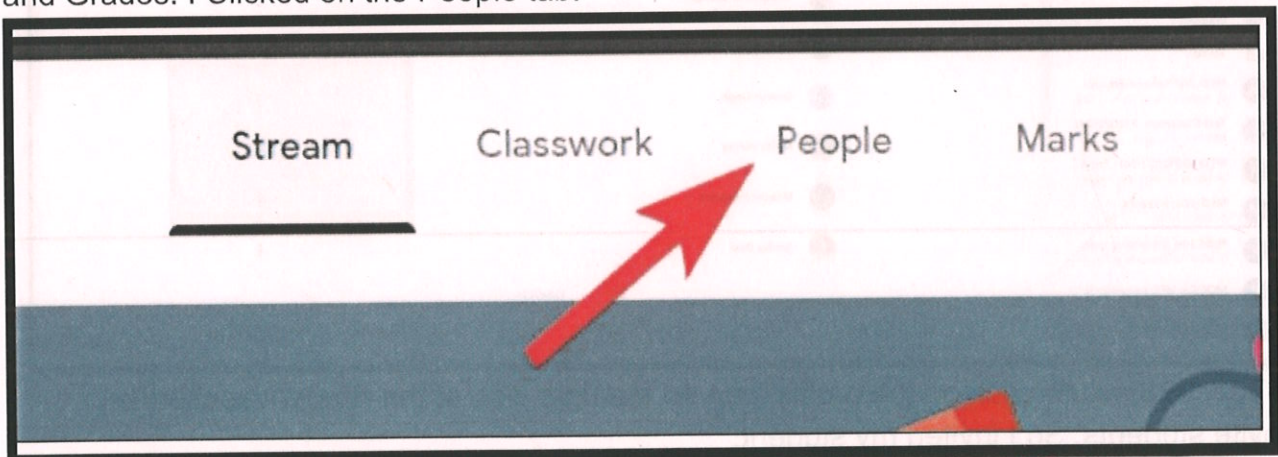 and Grades. I Clicked on the People tab.
Stream Classwork People Marks